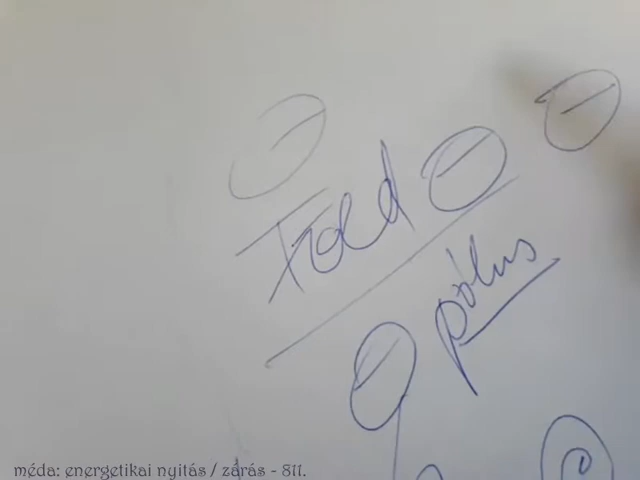 Föld ⊖
pólus
méda: energetikai nyitás / zárás - 811.